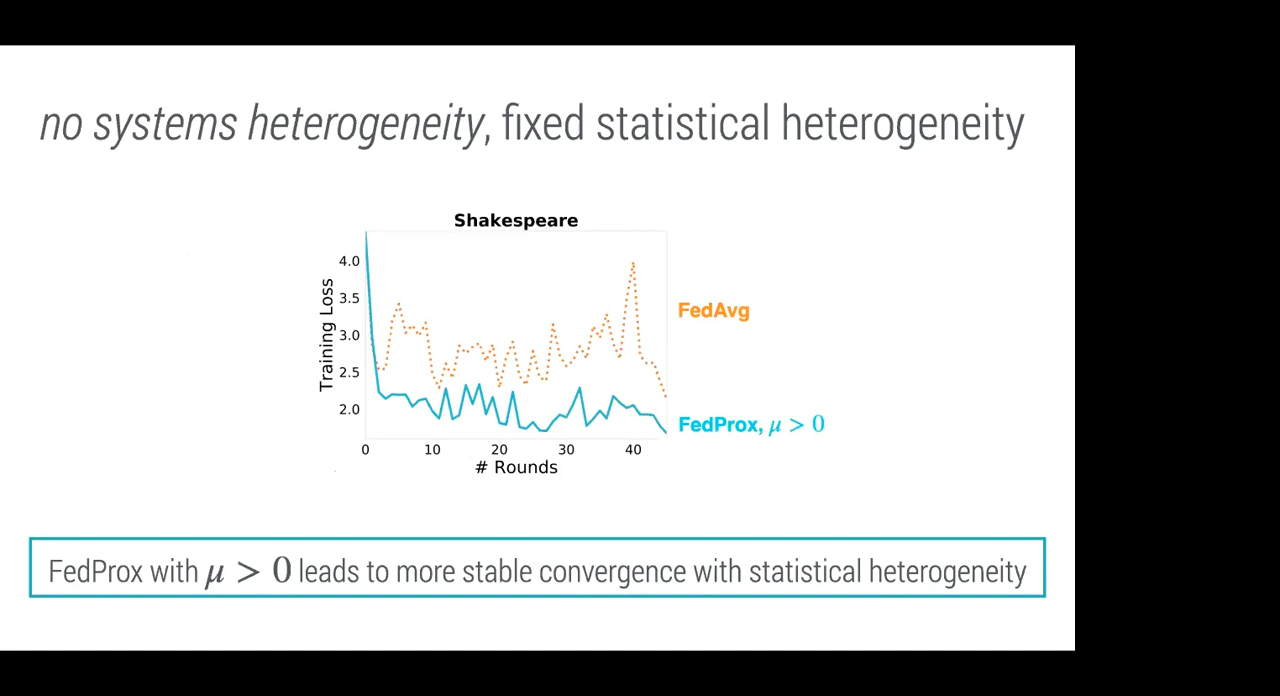 no systems heterogeneity, fixed statistical heterogeneity
Shakespeare
Training Loss
4.0
3.5
3.0
2.5
2.0
0 10 20 30 40
# Rounds
FedAvg
FedProx, μ > 0
FedProx with μ > 0 leads to more stable convergence with statistical heterogeneity